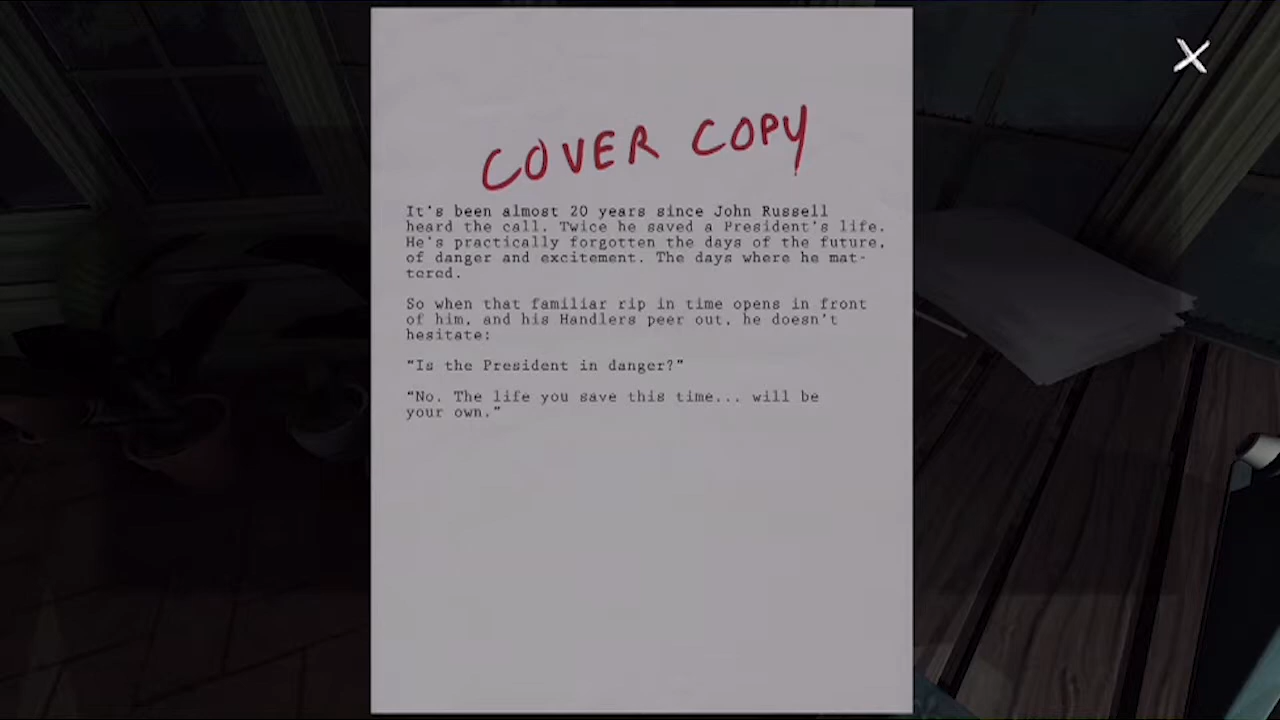 COVER COPY
It's been almost 20 years since John Russell
heard the call. Twice he saved a President's life.
He's practically forgotten the days of the future,
of danger and excitement. The days where he mat-
tered.
So when that familiar rip in time opens in front
of him, and his Handlers peer out, he doesn't
hesitate:
"Is the President in danger?"
"No. The life you save this time... will be
your own."